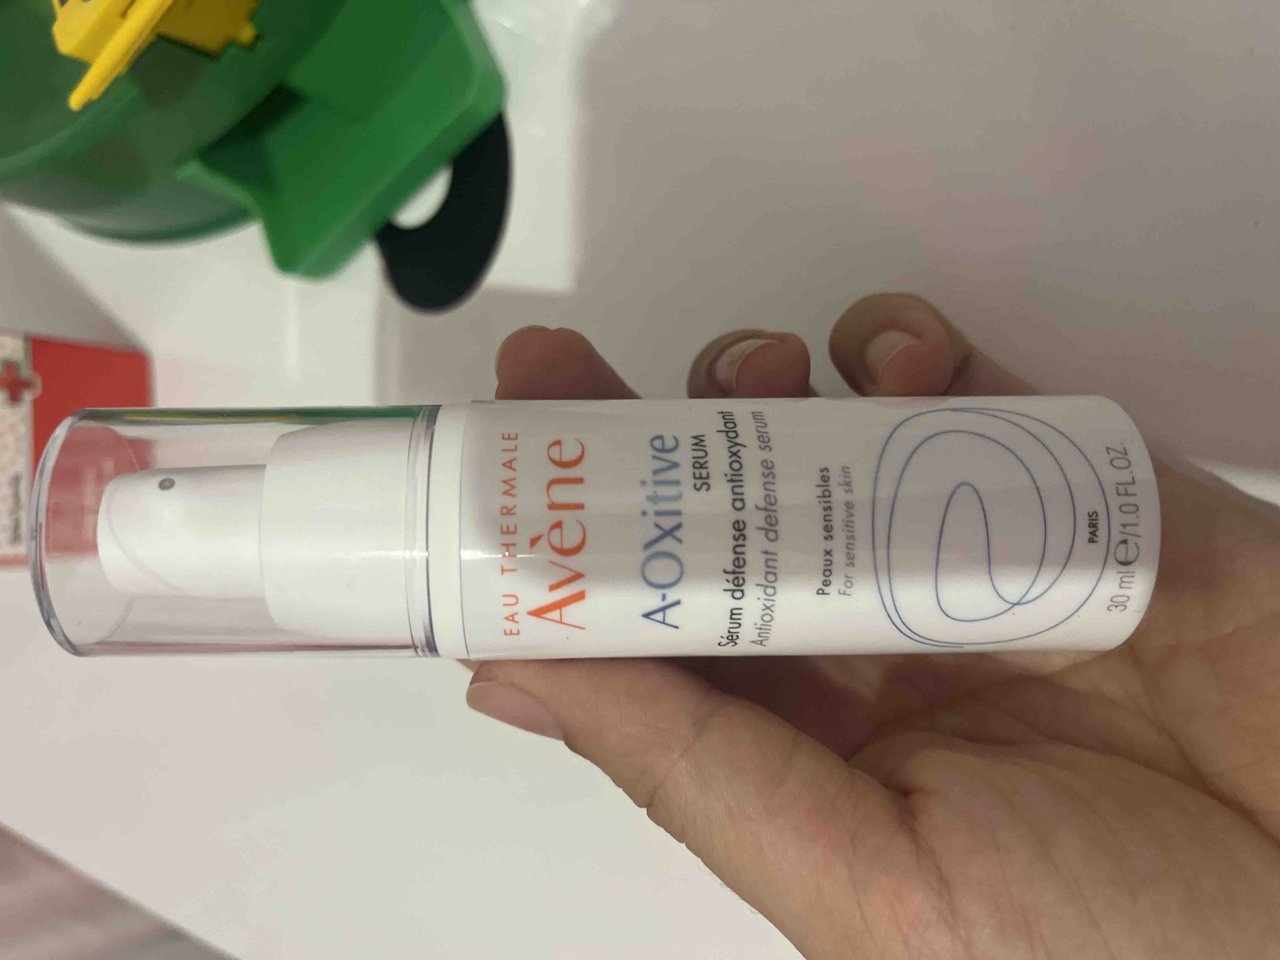 EAU THERMALE
Avène
A-OXitive
SERUM
Sérum défense antioxydant
Antioxidant defense serum
Peaux sensibles
For sensitive skin
PARIS
30 ml e/1.0 FL.OZ.